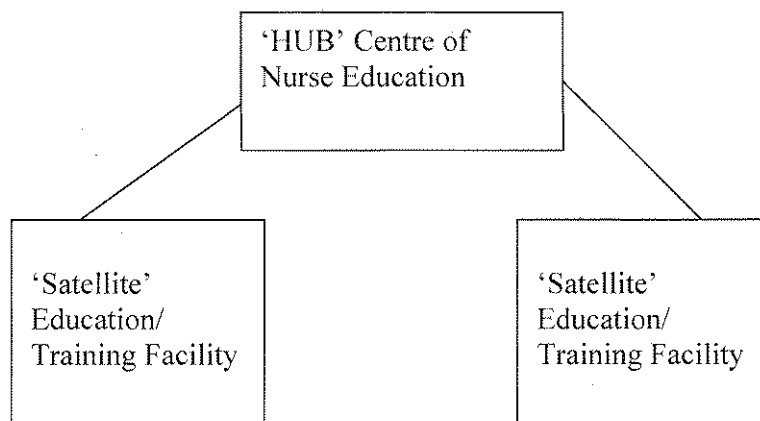 ‘HUB’ Centre of
Nurse Education
‘Satellite’
Education/
Training Facility
‘Satellite’
Education/
Training Facility